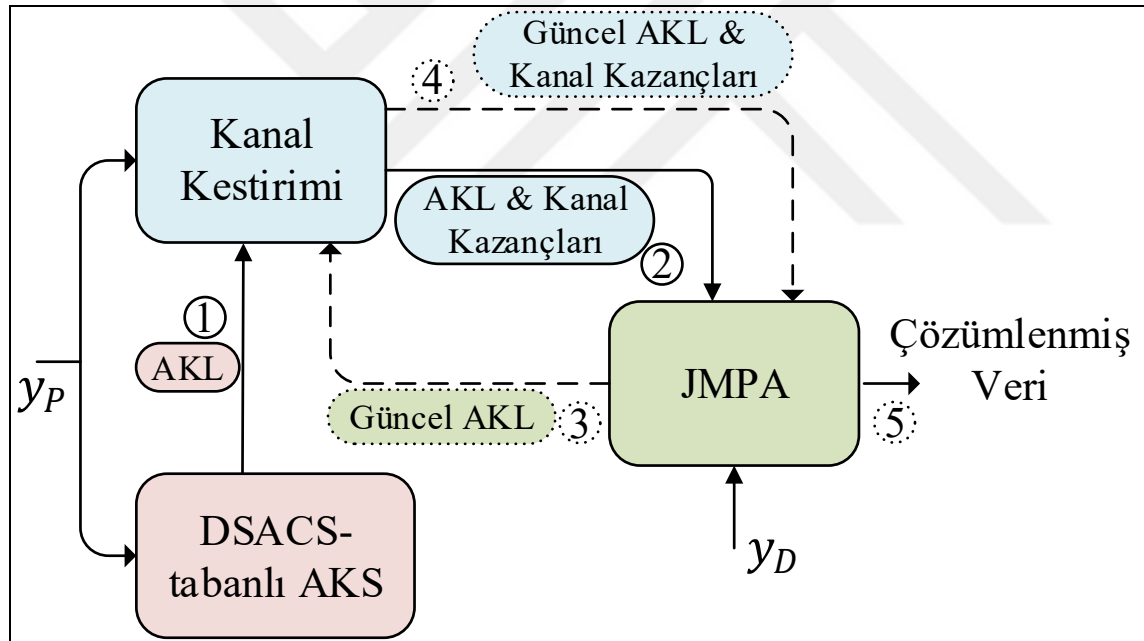 Güncel AKL &
Kanal Kazançları
4
Kanal
Kestirimi
AKL & Kanal
Kazançları
2
1
AKL
y_P
Güncel AKL
3
JMPA
5
Çözümlenmiş
Veri
DSACS-
tabanlı AKS
y_D